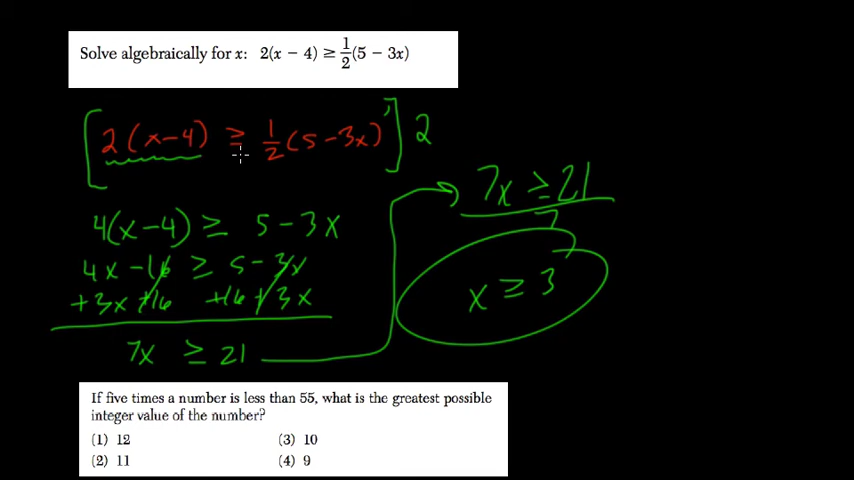 Solve algebraically for x: 2(x − 4) ≥ 1/2(5 − 3x)
[2(x−4) ≥ 1/2(5−3x)] 2
4(x−4) ≥ 5−3x
4x−16 ≥ 5−3x
+3x +16 +16 +3x
7x ≥ 21
7x ≥ 21
7
x ≥ 3
If five times a number is less than 55, what is the greatest possible
integer value of the number?
(1) 12 (3) 10
(2) 11 (4) 9